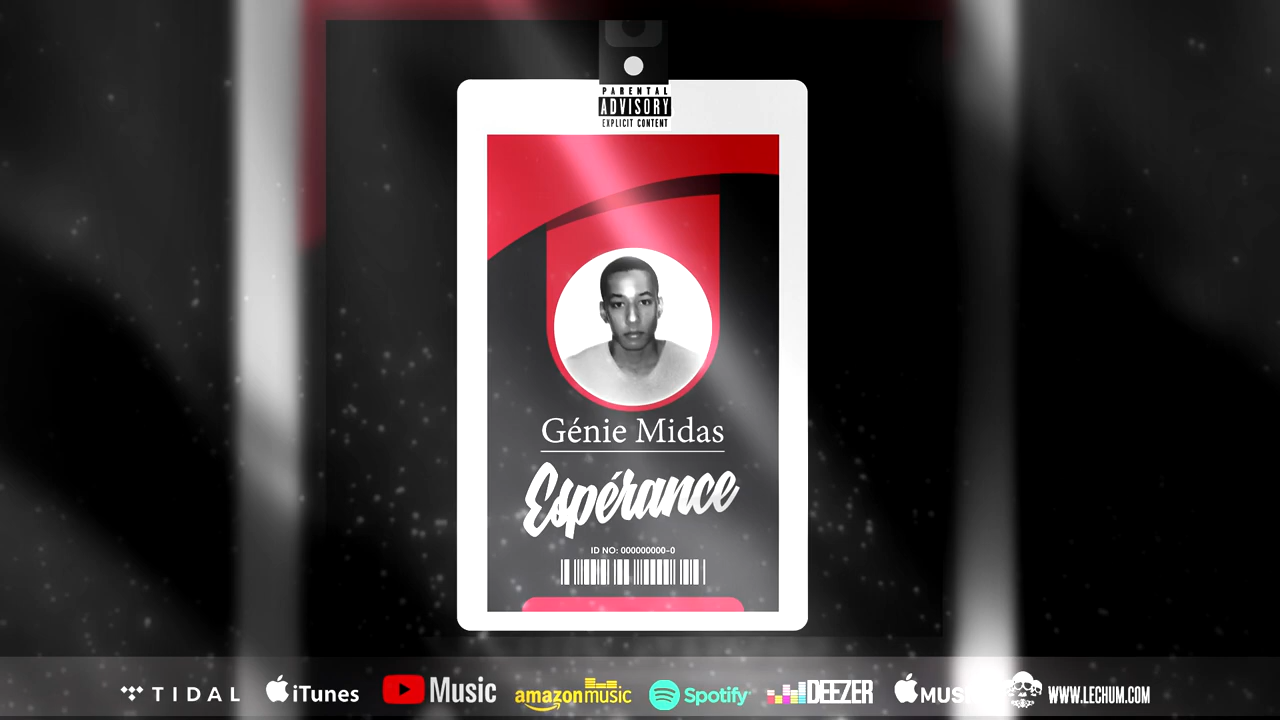 PARENTAL
ADVISORY
EXPLICIT CONTENT
Génie Midas
Espérance
ID NO: 000000000-0
TIDAL
iTunes
Music
amazonmusic
Spotify
DEEZER
WWW.LECHUM.COM